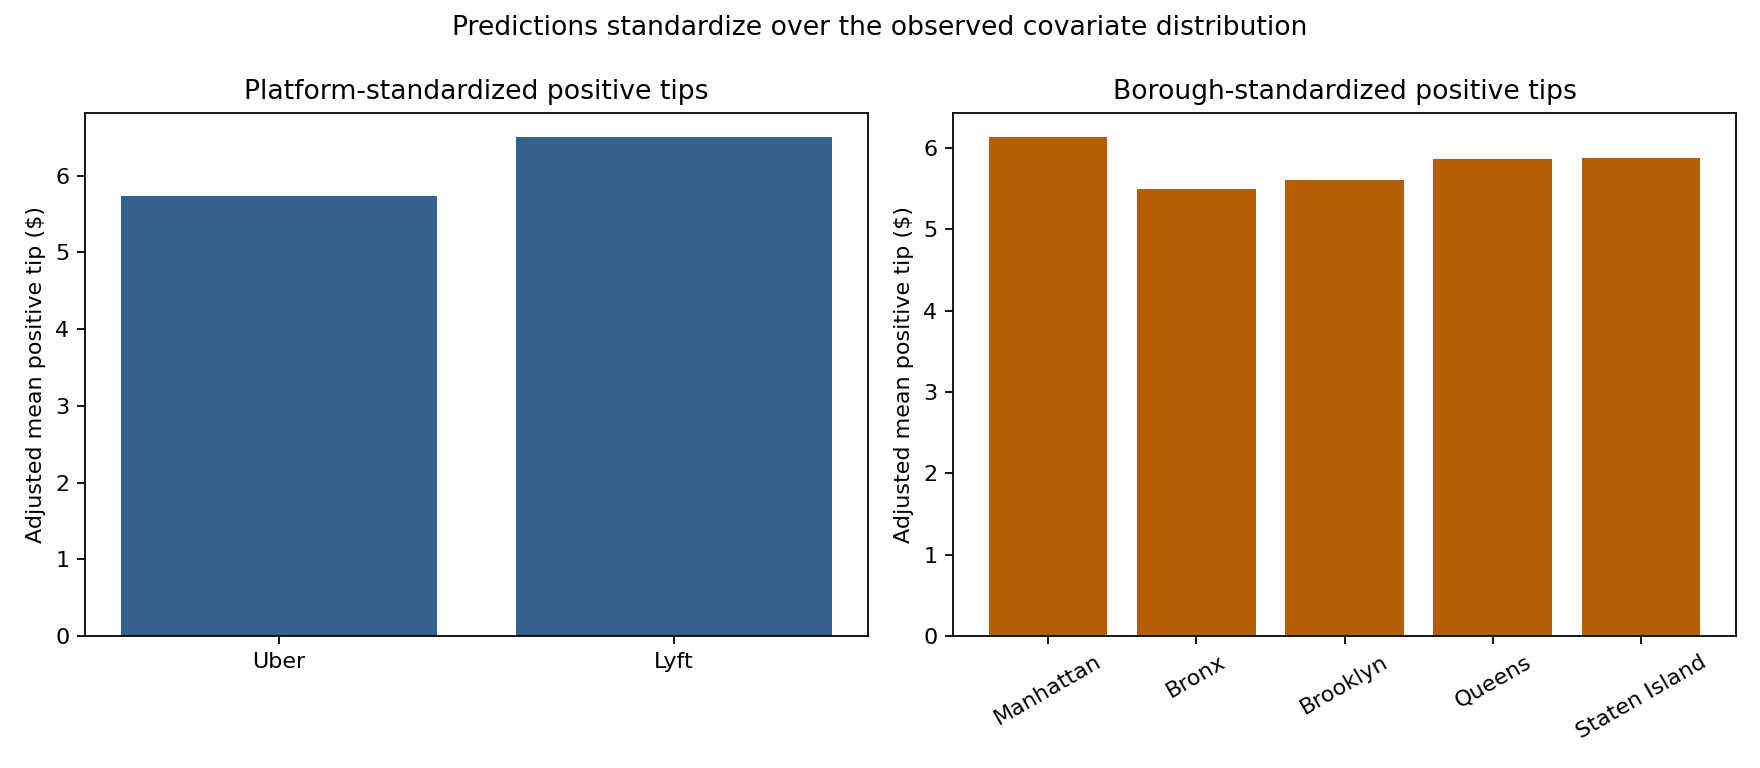 Predictions standardize over the observed covariate distribution
Platform-standardized positive tips
Adjusted mean positive tip ($)
6
5
4
3
2
1
0
Uber
Lyft
Borough-standardized positive tips
Adjusted mean positive tip ($)
6
5
4
3
2
1
0
Manhattan
Bronx
Brooklyn
Queens
Staten Island